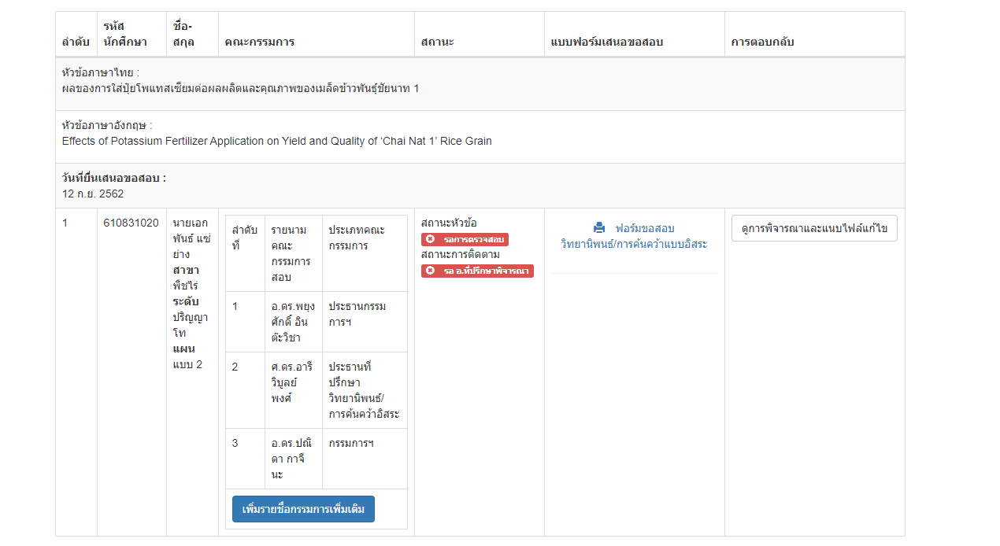 ลำดับ
รหัส
นักศึกษา
ชื่อ-
สกุล
คณะกรรมการ
สถานะ
แบบฟอร์มเสนอขอสอบ
การตอบกลับ
หัวข้อภาษาไทย :
ผลของการใส่ปุ๋ยโพแทสเซียมต่อผลผลิตและคุณภาพของเมล็ดข้าวพันธุ์ชัยนาท 1
หัวข้อภาษาอังกฤษ :
Effects of Potassium Fertilizer Application on Yield and Quality of ‘Chai Nat 1’ Rice Grain
วันที่ยื่นเสนอขอสอบ :
12 ก.ย. 2562
1
610831020
นายเอก
พันธ์ แซ่
ย่าง
สาขา
พืชไร่
ระดับ
ปริญญา
โท
แผน
แบบ 2
ลำดับ
ที่
รายนาม
คณะ
กรรมการ
สอบ
ประเภทคณะ
กรรมการ
1
อ.ดร.พยุง
ศักดิ์ อิน
ต๊ะวิชา
ประธานกรรม
การฯ
2
ศ.ดร.อารี
วิบูลย์
พงศ์
ประธานที่
ปรึกษา
วิทยานิพนธ์/
การค้นคว้าอิสระ
3
อ.ดร.ปณิ
ดา กาจี
นะ
กรรมการฯ
เพิ่มรายชื่อกรรมการเพิ่มเติม
สถานะหัวข้อ
รอการตรวจสอบ
สถานะการติดตาม
รอ อ.ที่ปรึกษาพิจารณา
ฟอร์มขอสอบ
วิทยานิพนธ์/การค้นคว้าแบบอิสระ
ดูการพิจารณาและแนบไฟล์แก้ไข